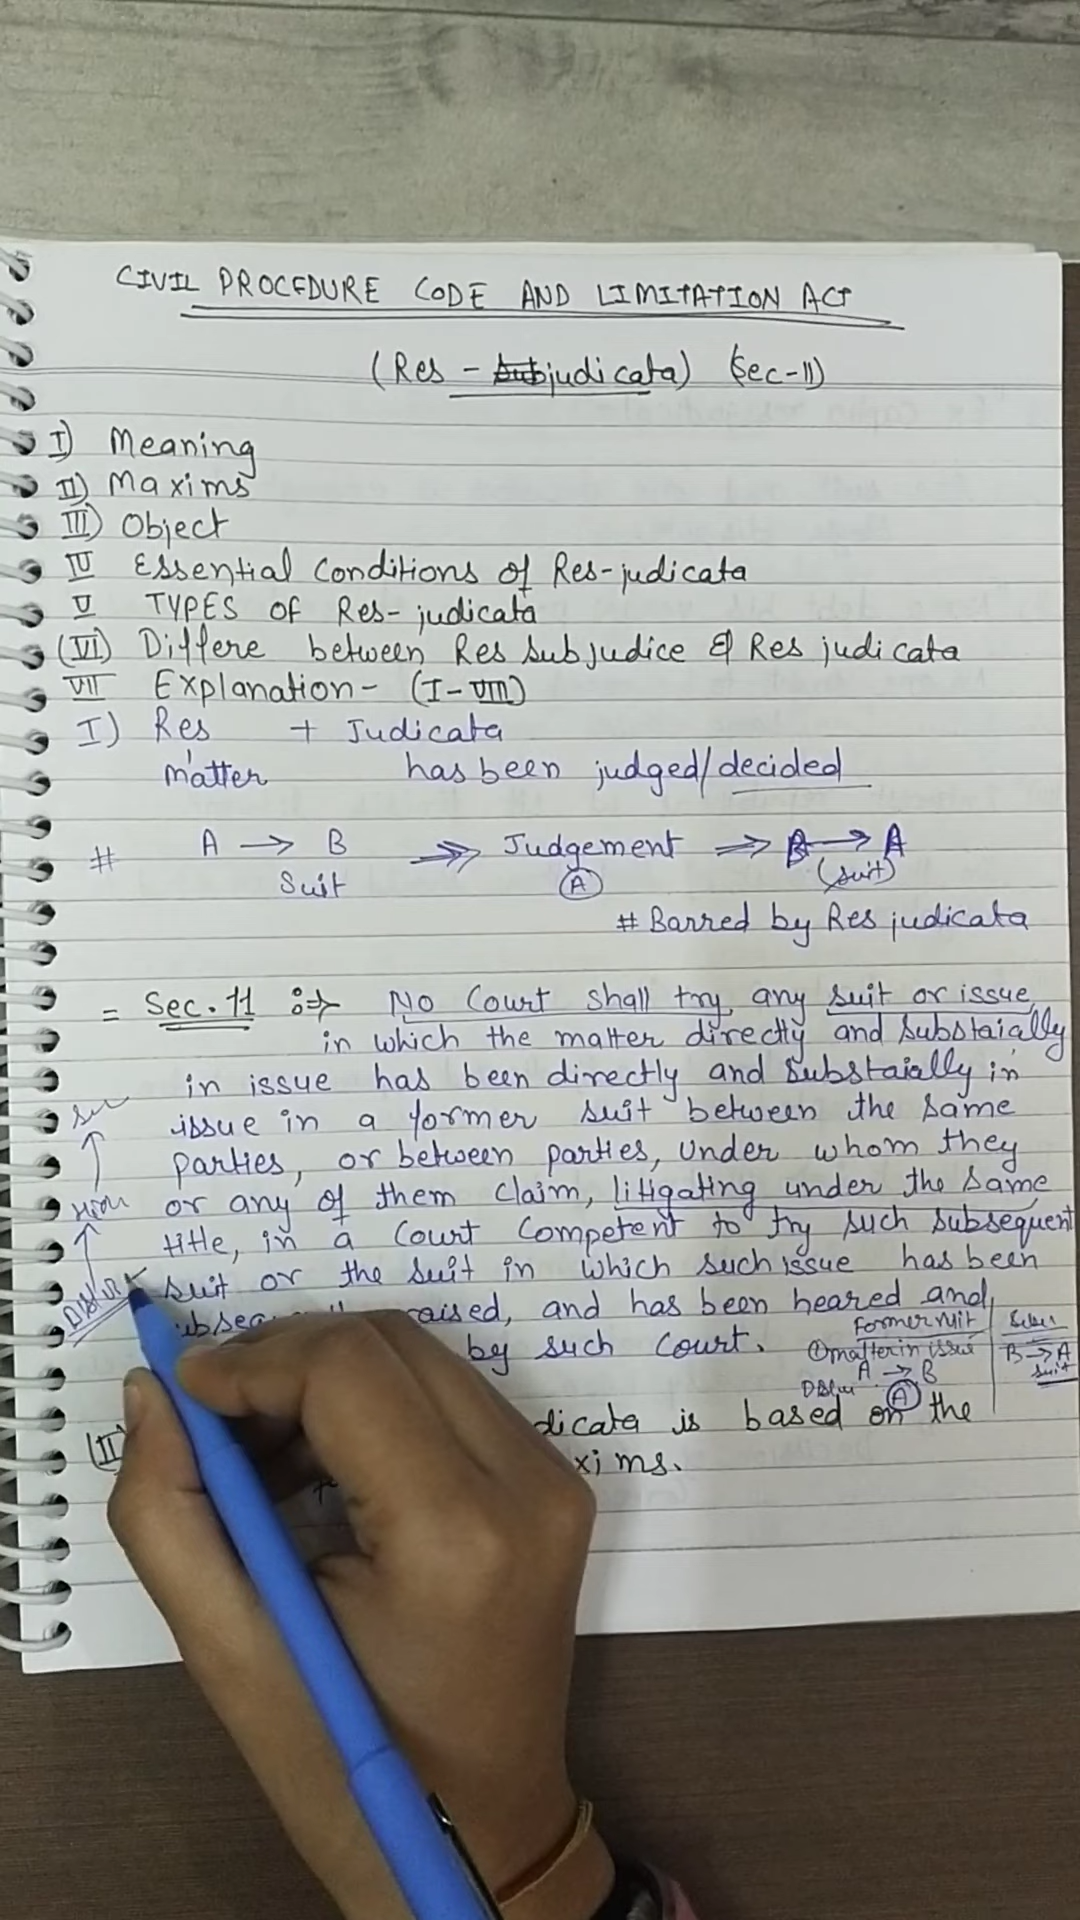 CIVIL PROCEDURE CODE AND LIMITATION ACT
(Res - judicata) (Sec-11)
I) Meaning
II) Maxims
III) Object
IV Essential Conditions of Res-judicata
V TYPES of Res-judicata
(VI) Differe between Res subjudice & Res judicata
VII Explanation- (I-VIII)
I) Res + Judicata
matter has been judged/decided
# A → B ⇒ Judgement ⇒ B → A
Suit (A) (suit)
# Barred by Res judicata
= Sec. 11 :⇒ No Court shall try any suit or issue
in which the matter directly and substaially
in issue has been directly and substaially in
issue in a former suit between the same
parties, or between parties, under whom they
or any of them claim, litigating under the same
title, in a Court Competent to try such subsequent
suit or the suit in which such issue has been
raised, and has been heared and
by such Court.
Former suit
① matter in issue B → A
A → B suit
(A)
(II) is based on the